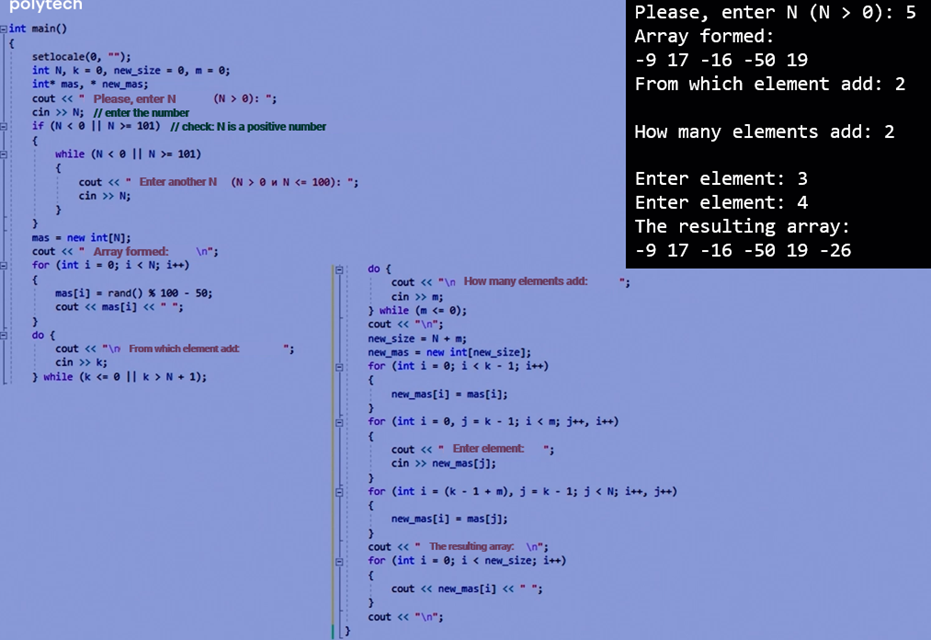 polytech
int main()
{
setlocale(0, "");
int N, k = 0, new_size = 0, m = 0;
int* mas, * new_mas;
cout << " Please, enter N (N > 0): ";
cin >> N; // enter the number
if (N < 0 || N >= 101) // check: N is a positive number
{
while (N < 0 || N >= 101)
{
cout << " Enter another N (N > 0 и N <= 100): ";
cin >> N;
}
}
mas = new int[N];
cout << " Array formed: \n";
for (int i = 0; i < N; i++)
{
mas[i] = rand() % 100 - 50;
cout << mas[i] << " ";
}
do {
cout << "\n From which element add: ";
cin >> k;
} while (k <= 0 || k > N + 1);
do {
cout << "\n How many elements add: ";
cin >> m;
} while (m <= 0);
cout << "\n";
new_size = N + m;
new_mas = new int[new_size];
for (int i = 0; i < k - 1; i++)
{
new_mas[i] = mas[i];
}
for (int i = 0, j = k - 1; i < m; j++, i++)
{
cout << " Enter element: ";
cin >> new_mas[j];
}
for (int i = (k - 1 + m), j = k - 1; j < N; i++, j++)
{
new_mas[i] = mas[j];
}
cout << " The resulting array: \n";
for (int i = 0; i < new_size; i++)
{
cout << new_mas[i] << " ";
}
cout << "\n";
}
Please, enter N (N > 0): 5
Array formed:
-9 17 -16 -50 19
From which element add: 2
How many elements add: 2
Enter element: 3
Enter element: 4
The resulting array:
-9 17 -16 -50 19 -26